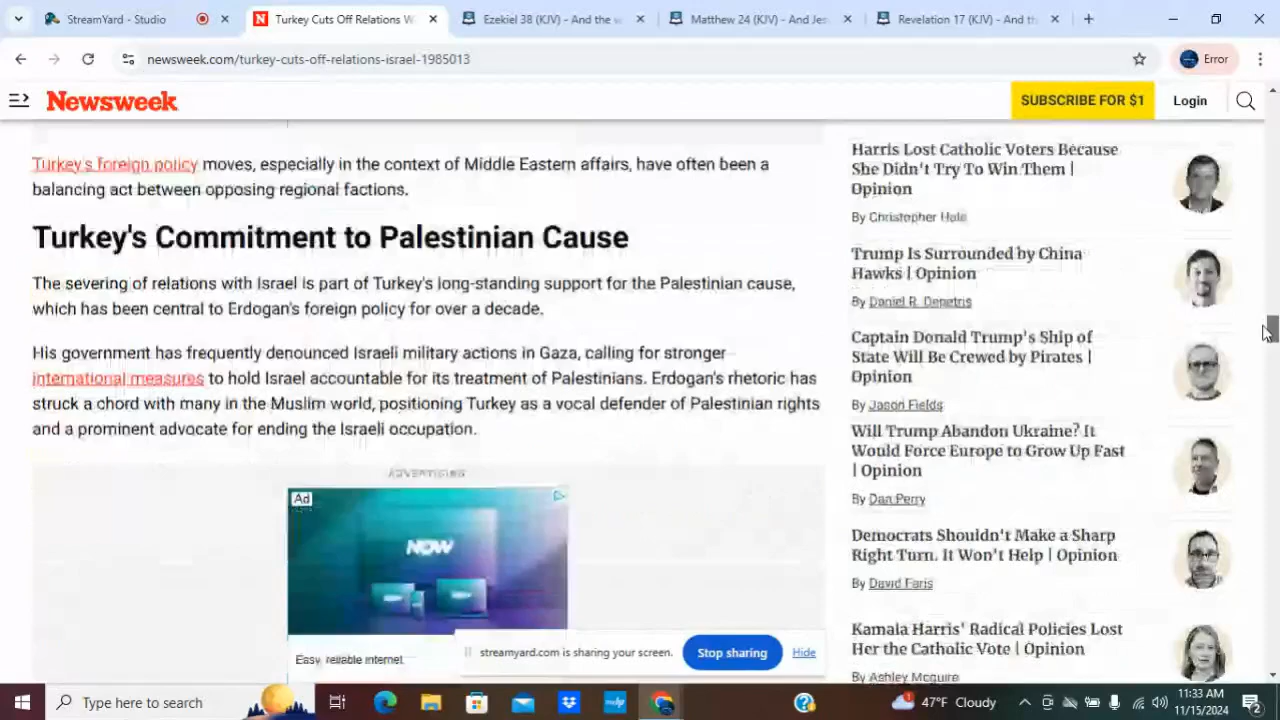 StreamYard - Studio
Turkey Cuts Off Relations W
Ezekiel 38 (KJV) - And the w
Matthew 24 (KJV) - And Jes
Revelation 17 (KJV) - And th
newsweek.com/turkey-cuts-off-relations-israel-1985013
Error
Newsweek
SUBSCRIBE FOR $1
Login
Turkey's foreign policy moves, especially in the context of Middle Eastern affairs, have often been a
balancing act between opposing regional factions.
Turkey's Commitment to Palestinian Cause
The severing of relations with Israel is part of Turkey's long-standing support for the Palestinian cause,
which has been central to Erdogan's foreign policy for over a decade.
His government has frequently denounced Israeli military actions in Gaza, calling for stronger
international measures to hold Israel accountable for its treatment of Palestinians. Erdogan's rhetoric has
struck a chord with many in the Muslim world, positioning Turkey as a vocal defender of Palestinian rights
and a prominent advocate for ending the Israeli occupation.
ADVERTISING
Ad
NOW
Easy, reliable internet.
Harris Lost Catholic Voters Because
She Didn't Try To Win Them |
Opinion
By Christopher Hale
Trump Is Surrounded by China
Hawks | Opinion
By Daniel R. Depetris
Captain Donald Trump's Ship of
State Will Be Crewed by Pirates |
Opinion
By Jason Fields
Will Trump Abandon Ukraine? It
Would Force Europe to Grow Up Fast
| Opinion
By Dan Perry
Democrats Shouldn't Make a Sharp
Right Turn. It Won't Help | Opinion
By David Faris
Kamala Harris' Radical Policies Lost
Her the Catholic Vote | Opinion
By Ashley Mcguire
streamyard.com is sharing your screen.
Stop sharing
Hide
Type here to search
47°F Cloudy
11:33 AM
11/15/2024
2